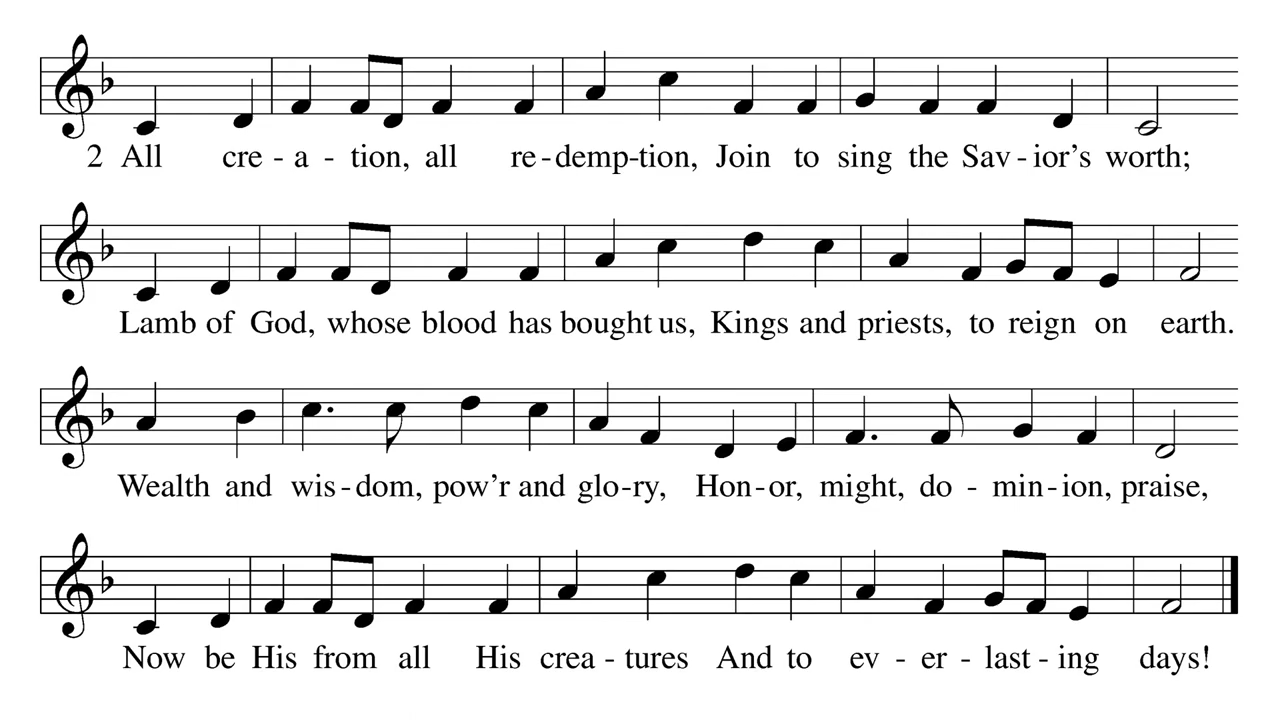 2 All cre - a - tion, all re - demp - tion, Join to sing the Sav - ior’s worth;
Lamb of God, whose blood has bought us, Kings and priests, to reign on earth.
Wealth and wis - dom, pow’r and glo - ry, Hon - or, might, do - min - ion, praise,
Now be His from all His crea - tures And to ev - er - last - ing days!